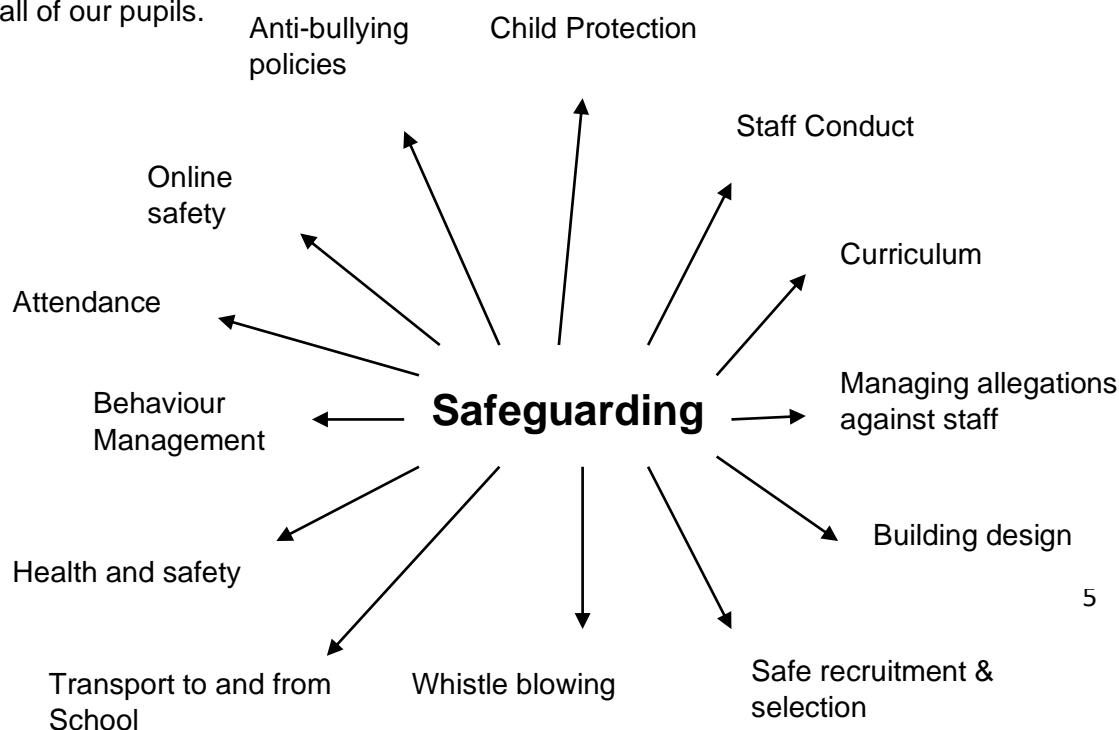 all of our pupils.
Anti-bullying
policies
Child Protection
Staff Conduct
Online
safety
Curriculum
Attendance
Managing allegations
against staff
Behaviour
Management
Safeguarding
Building design
Health and safety
5
Transport to and from
School
Whistle blowing
Safe recruitment &
selection